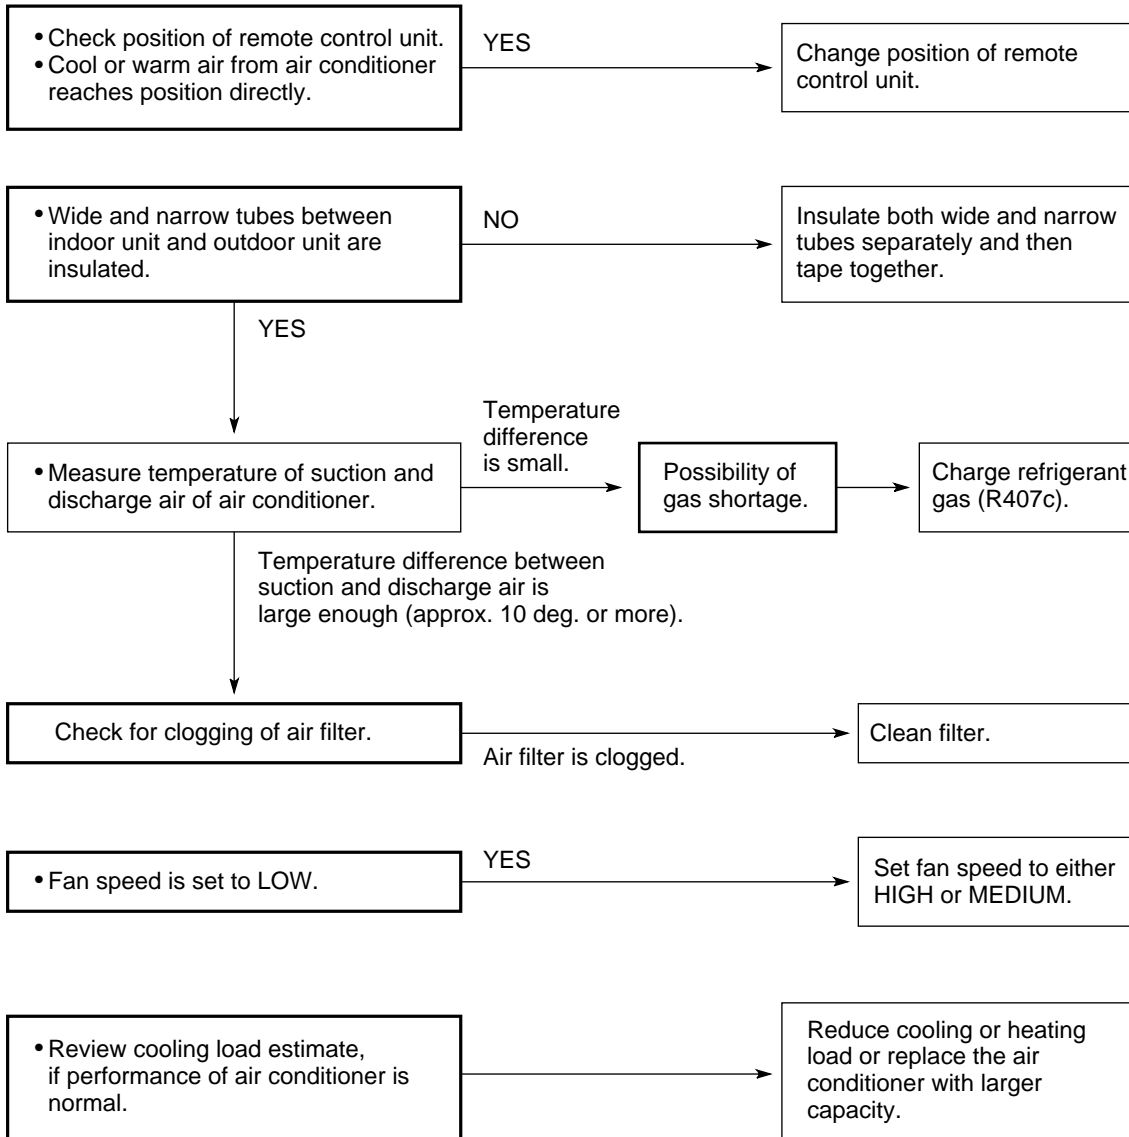 • Check position of remote control unit.
• Cool or warm air from air conditioner
reaches position directly.
YES
Change position of remote
control unit.
• Wide and narrow tubes between
indoor unit and outdoor unit are
insulated.
NO
Insulate both wide and narrow
tubes separately and then
tape together.
YES
• Measure temperature of suction and
discharge air of air conditioner.
Temperature
difference
is small.
Possibility of
gas shortage.
Charge refrigerant
gas (R407c).
Temperature difference between
suction and discharge air is
large enough (approx. 10 deg. or more).
Check for clogging of air filter.
Air filter is clogged.
Clean filter.
• Fan speed is set to LOW.
YES
Set fan speed to either
HIGH or MEDIUM.
• Review cooling load estimate,
if performance of air conditioner is
normal.
Reduce cooling or heating
load or replace the air
conditioner with larger
capacity.